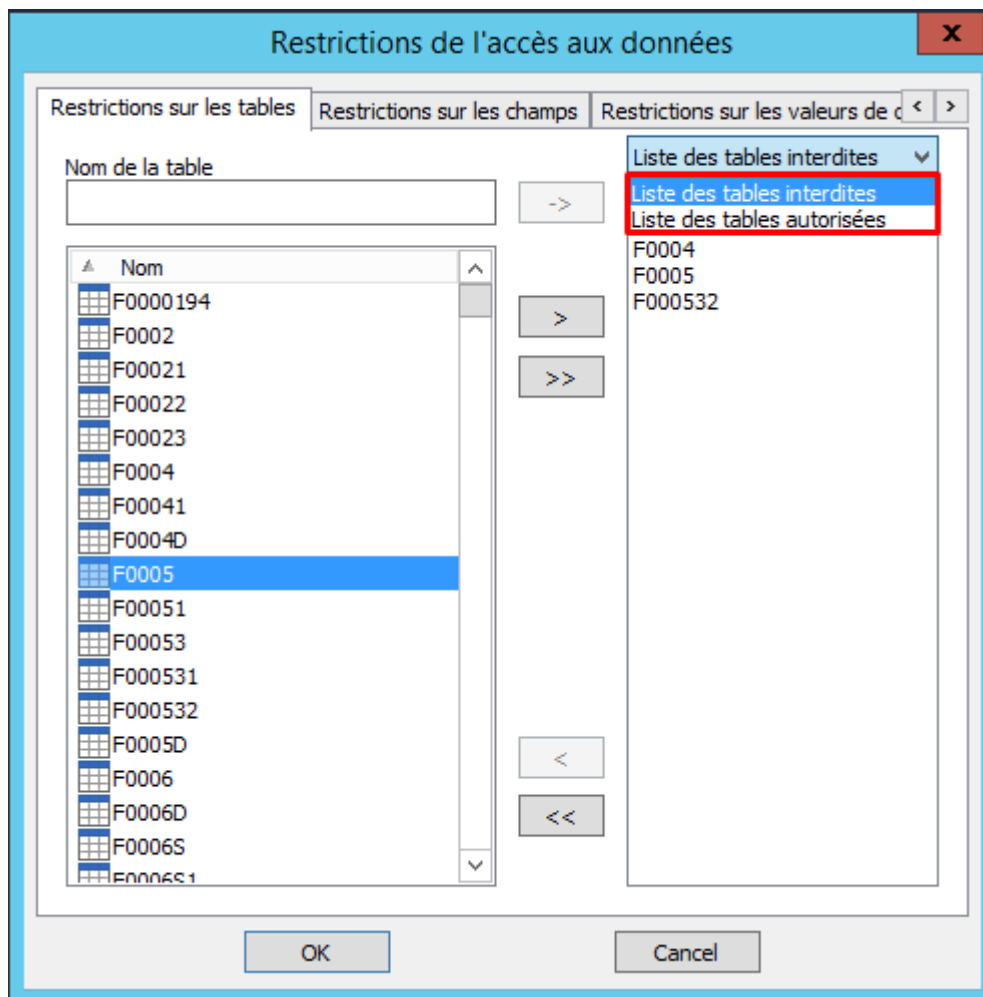 Restrictions de l'accès aux données
x
Restrictions sur les tables
Restrictions sur les champs
Restrictions sur les valeurs de c
< >
Nom de la table
->
Liste des tables interdites
Liste des tables interdites
Liste des tables autorisées
F0004
F0005
F000532
Nom
F0000194
F0002
F00021
F00022
F00023
F0004
F00041
F0004D
F0005
F00051
F00053
F000531
F000532
F0005D
F0006
F0006D
F0006S
F0006S1
>
>>
<
<<
OK
Cancel